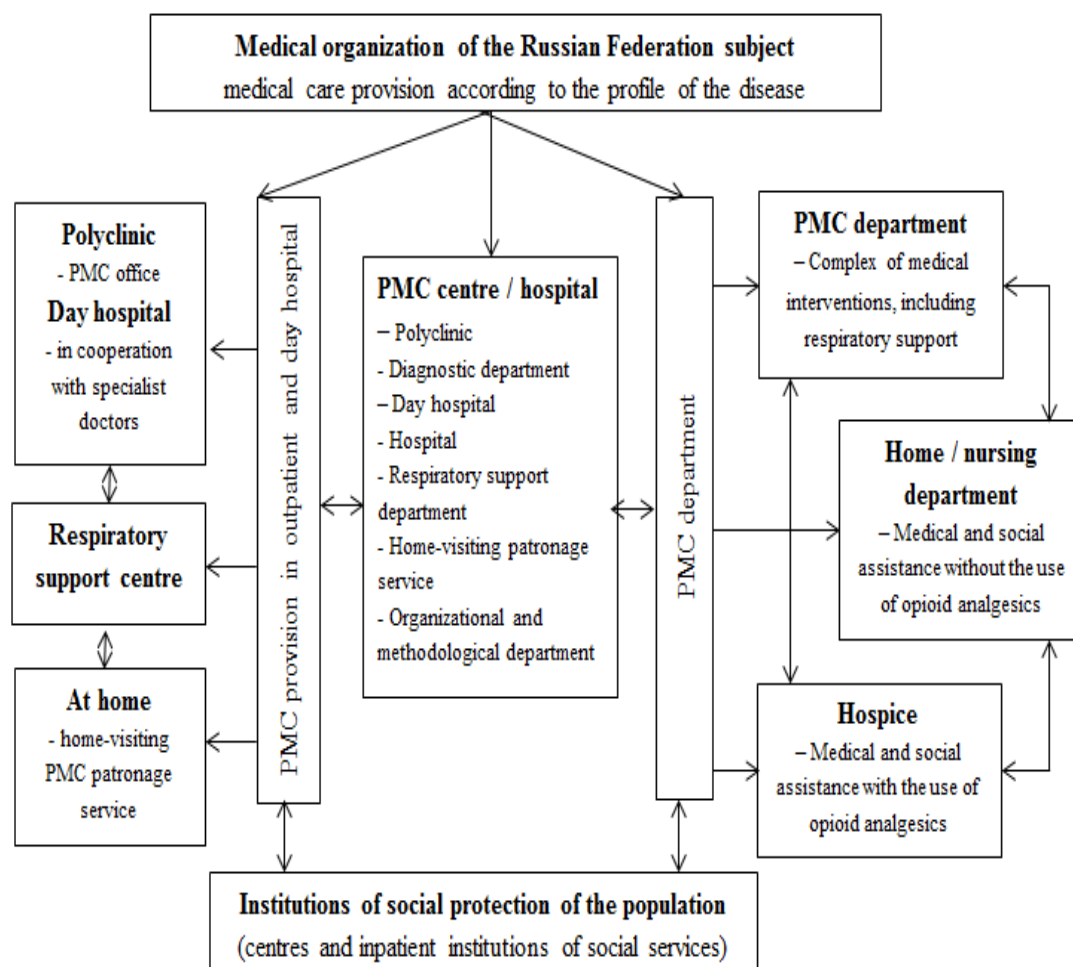 Medical organization of the Russian Federation subject
medical care provision according to the profile of the disease
Polyclinic
- PMC office
Day hospital
- in cooperation
with specialist
doctors
Respiratory
support centre
At home
- home-visiting
PMC patronage
service
PMC provision in outpatient and day hospital
PMC centre / hospital
– Polyclinic
- Diagnostic department
– Day hospital
- Hospital
- Respiratory support
department
- Home-visiting patronage
service
- Organizational and
methodological department
PMC department
PMC department
– Complex of medical
interventions, including
respiratory support
Home / nursing
department
– Medical and social
assistance without the use
of opioid analgesics
Hospice
– Medical and social
assistance with the use of
opioid analgesics
Institutions of social protection of the population
(centres and inpatient institutions of social services)